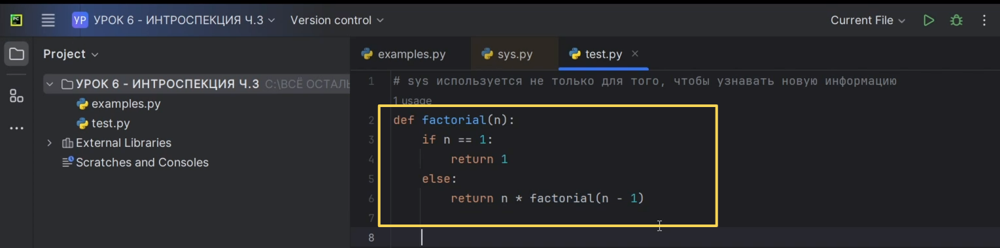 PC
УР УРОК 6 - ИНТРОСПЕКЦИЯ Ч.3 Version control Current File
Project
УРОК 6 - ИНТРОСПЕКЦИЯ Ч.3 C:\ВСЁ ОСТАЛЬ
examples.py
test.py
External Libraries
Scratches and Consoles
examples.py sys.py test.py
1 # sys используется не только для того, чтобы узнавать новую информацию
1 usage
2 def factorial(n):
3 if n == 1:
4 return 1
5 else:
6 return n * factorial(n - 1)
7
8